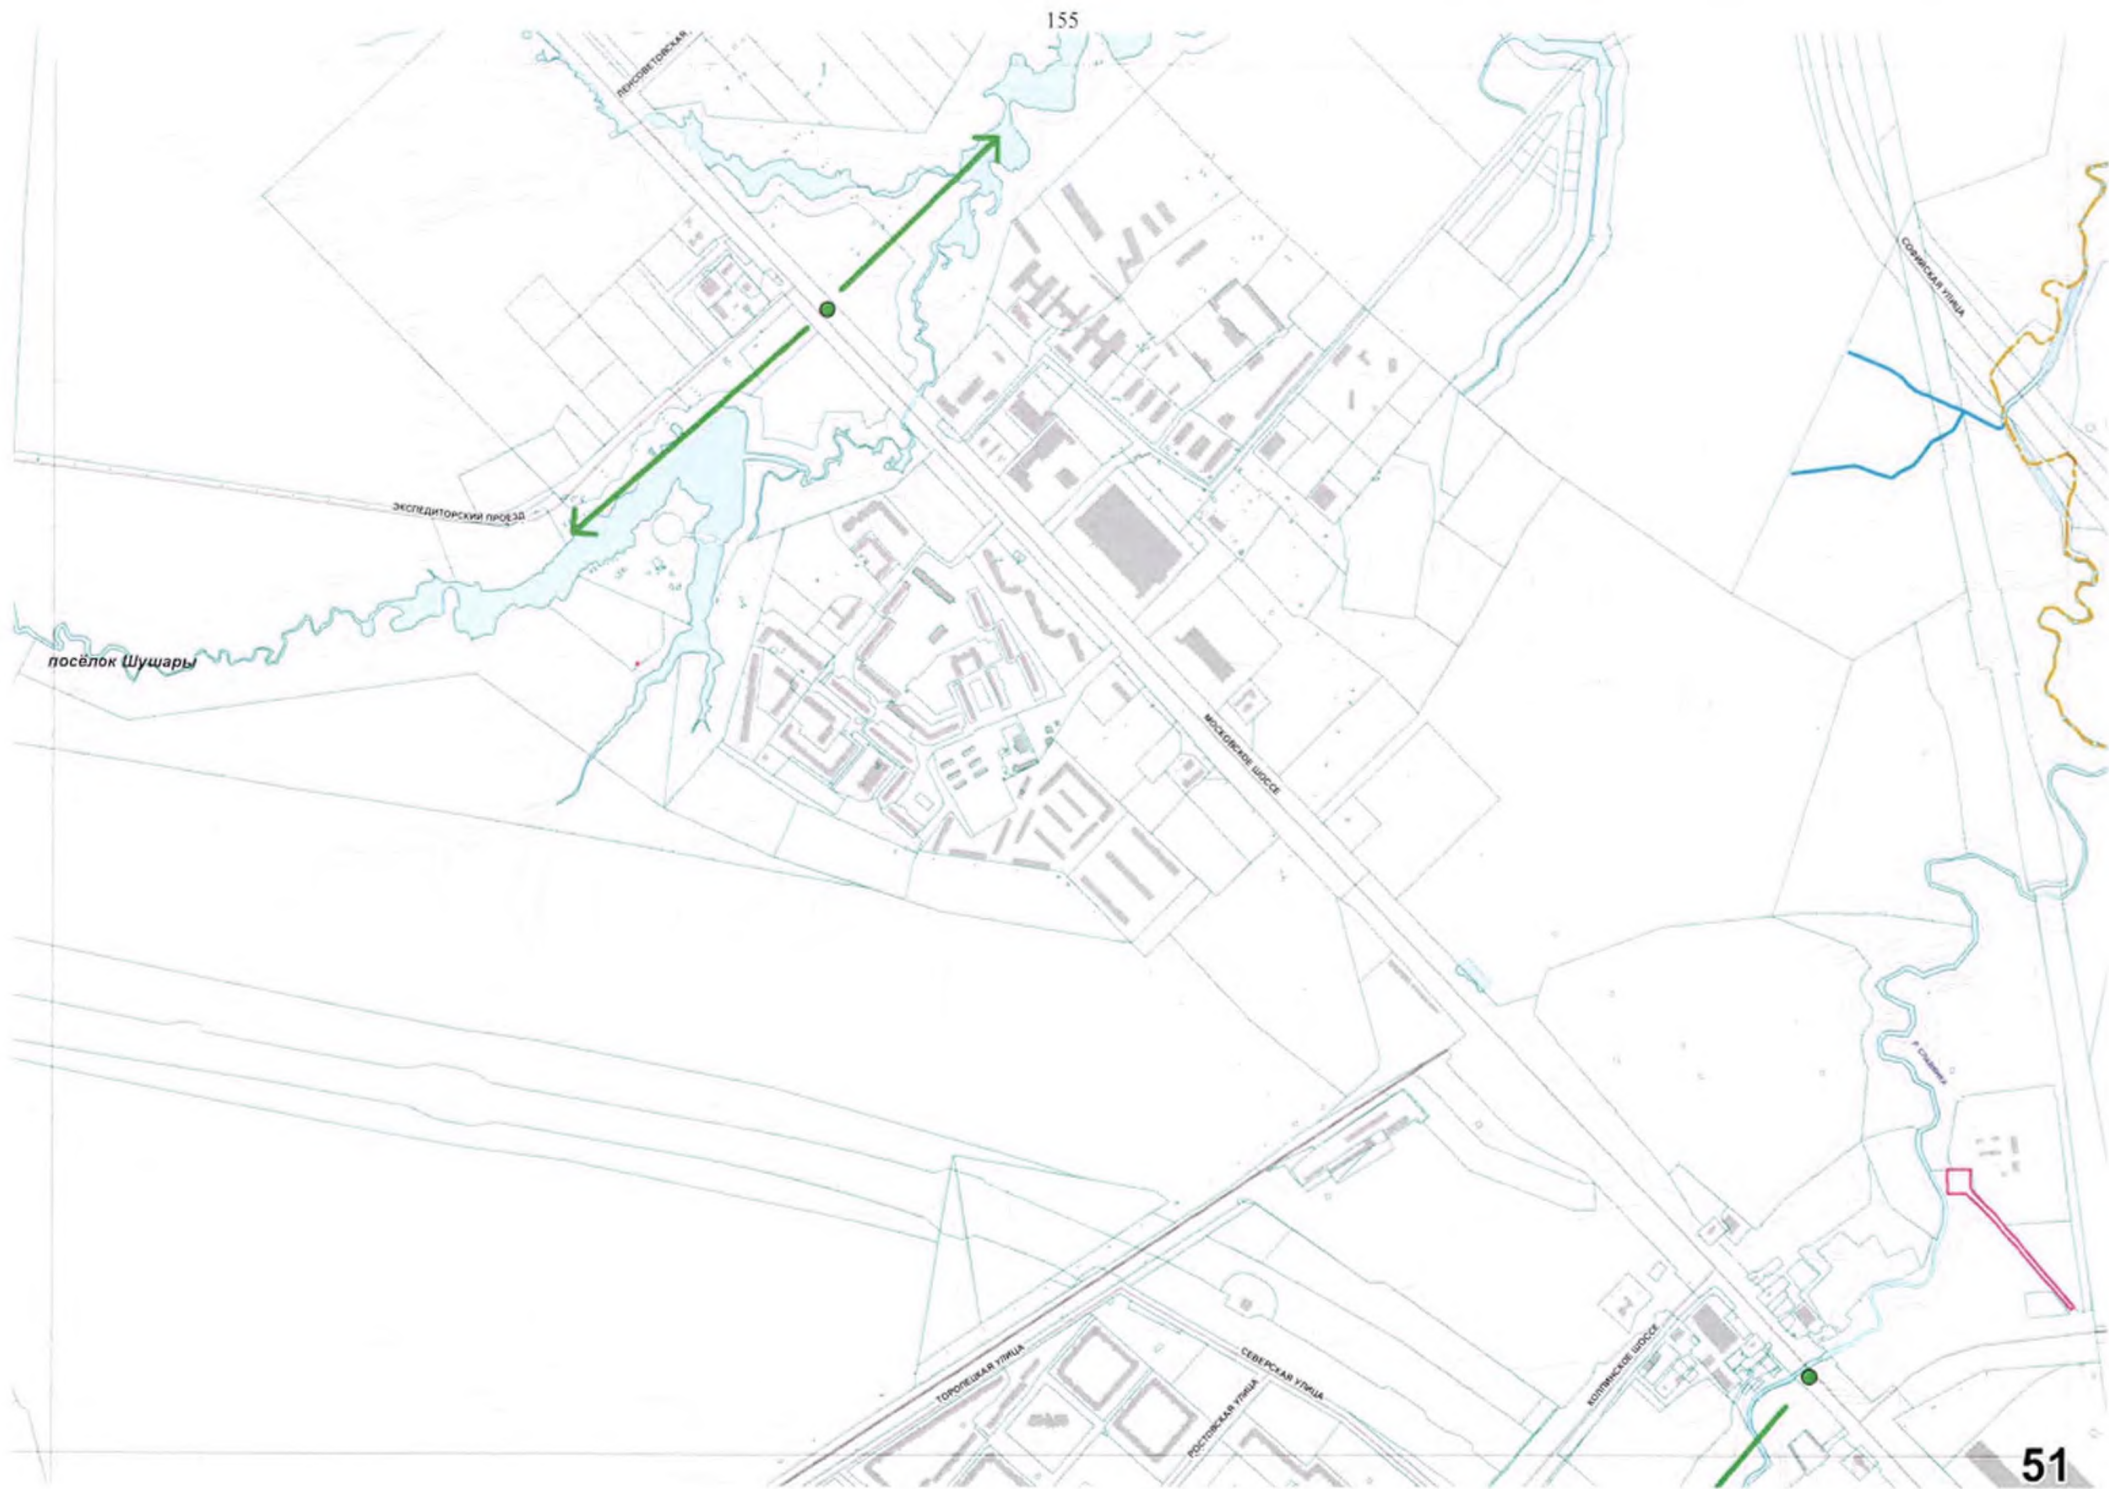 155
ЛЕНСОВЕТОВСКАЯ
СОФИЙСКАЯ УЛИЦА
ЭКСПЕДИТОРСКИЙ ПРОЕЗД
посёлок Шушары
МОСКОВСКОЕ ШОССЕ
Р. СЛАВЯНКА
ТОРОПЕЦКАЯ УЛИЦА
СЕВЕРСКАЯ УЛИЦА
РОСТОВСКАЯ УЛИЦА
КОЛПИНСКОЕ ШОССЕ
51